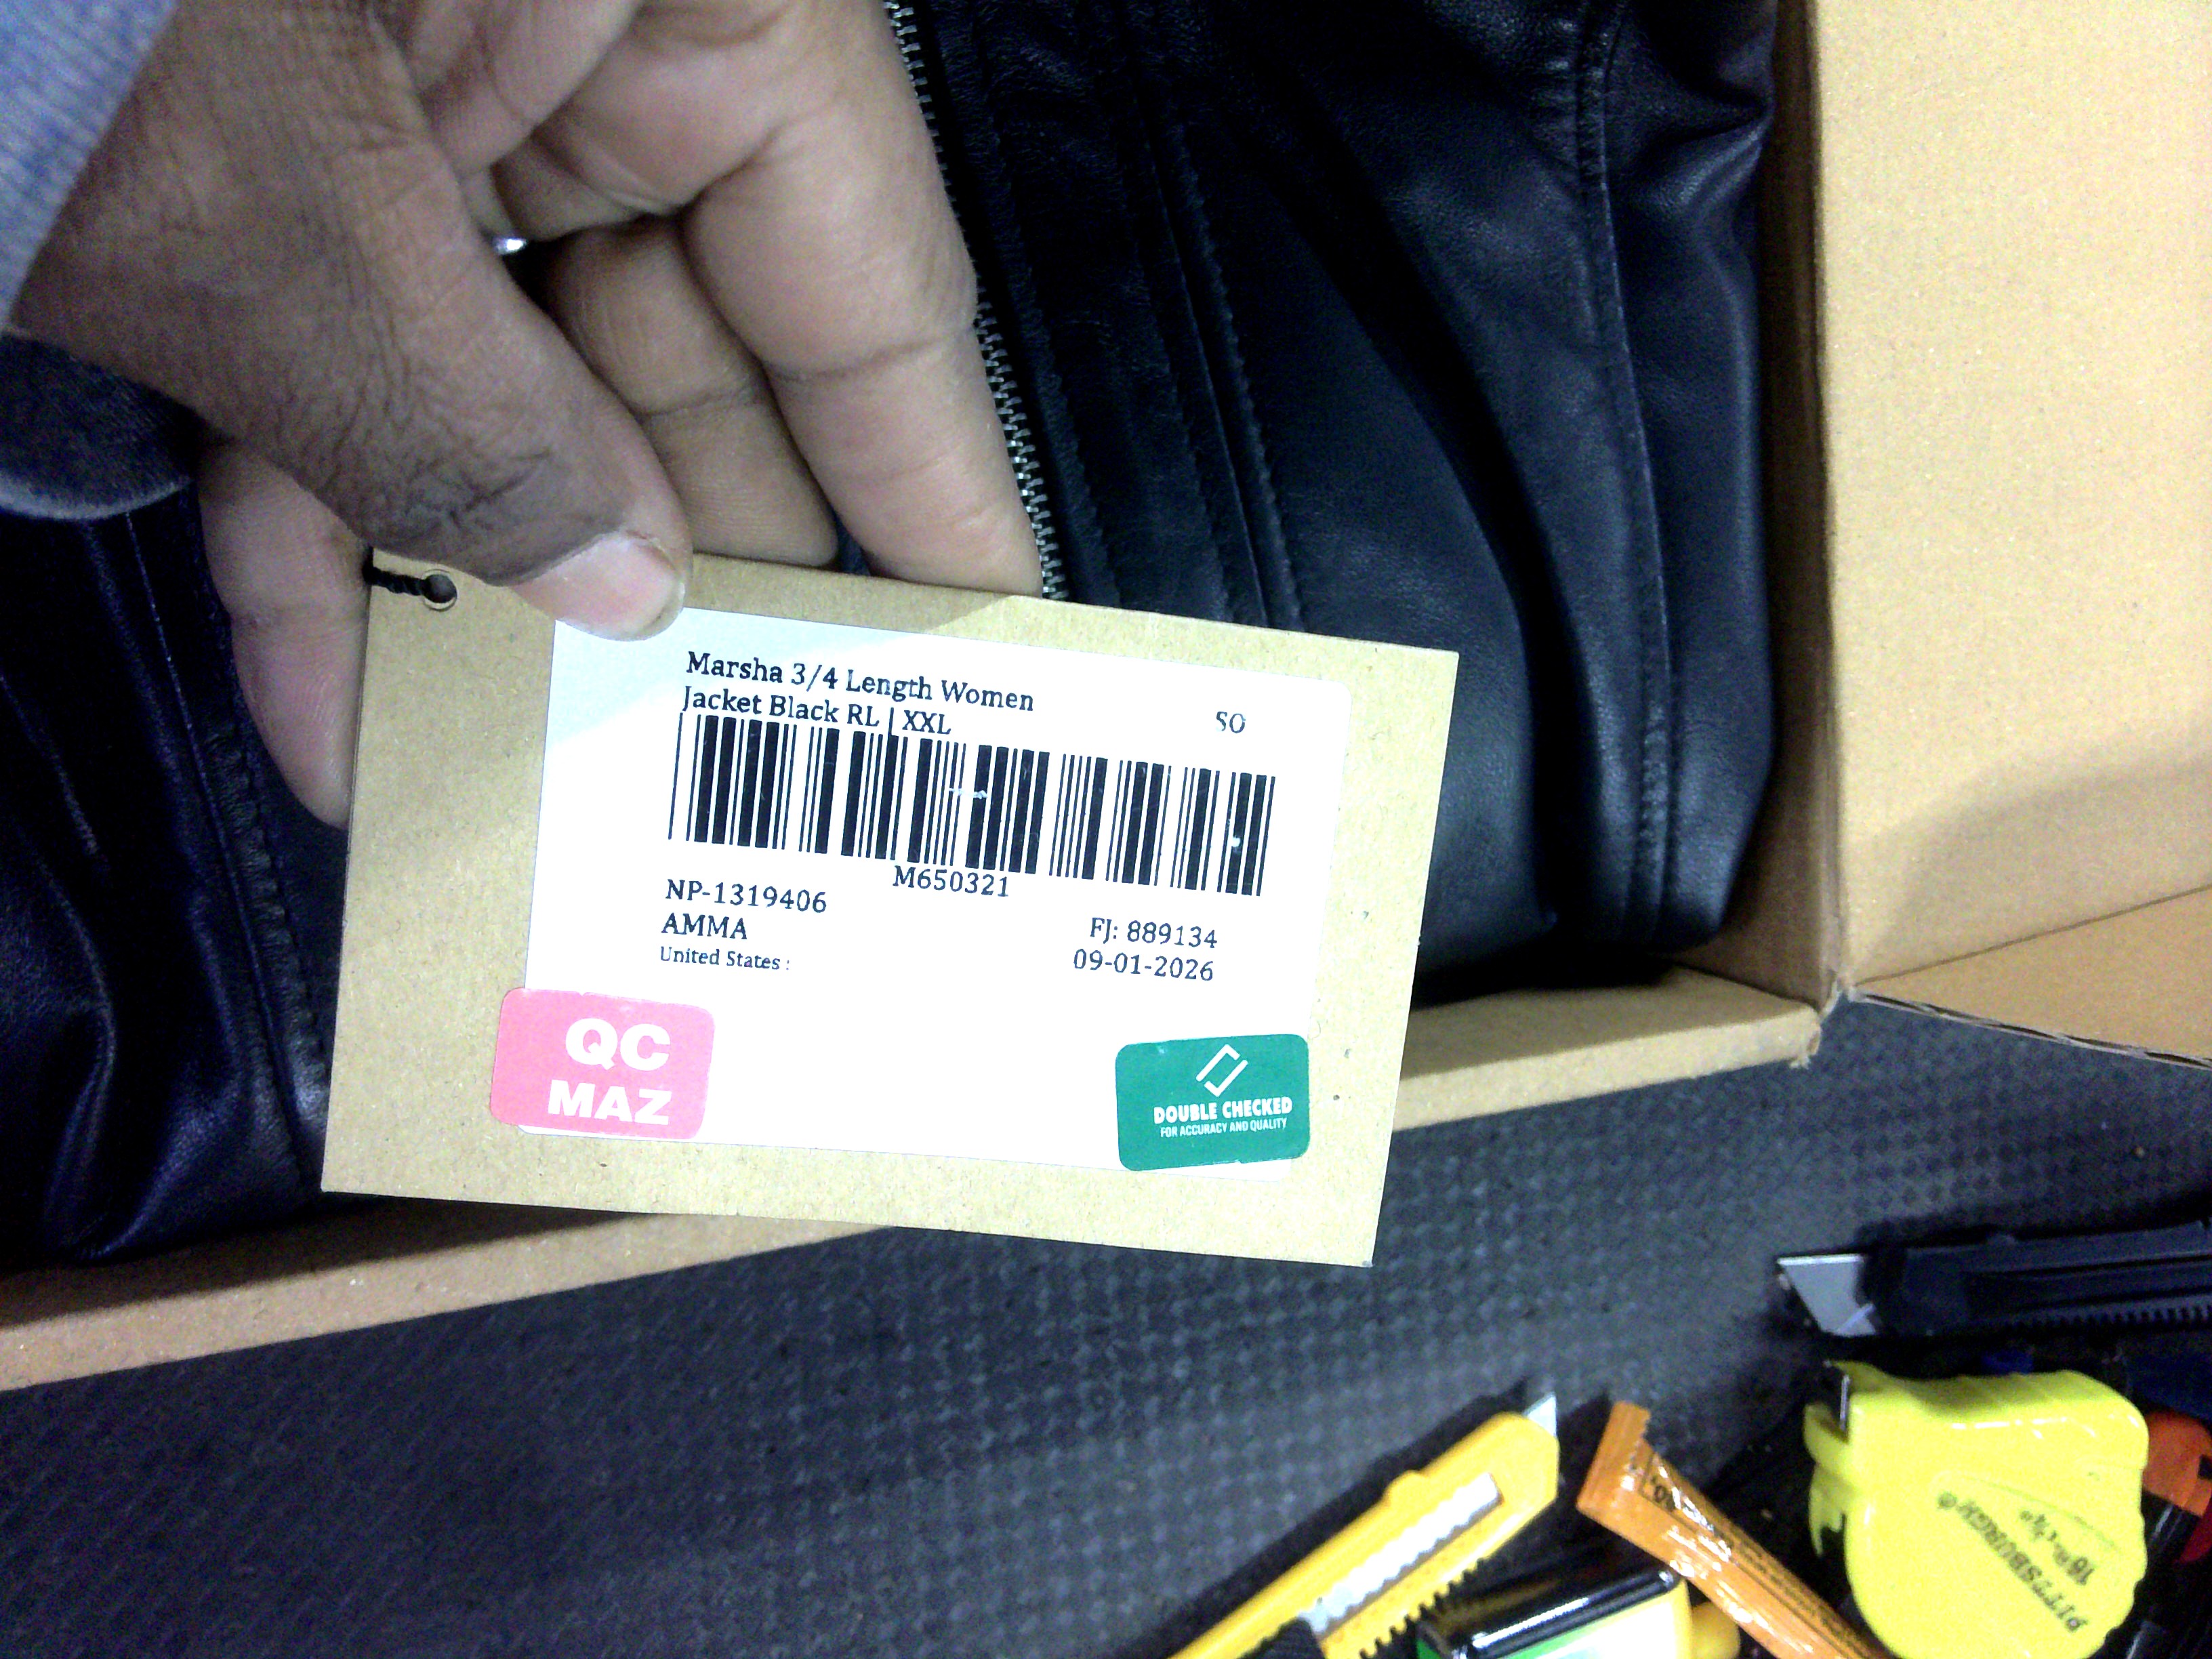 Marsha 3/4 Length Women
Jacket Black RL | XXL
SO
M650321
NP-1319406
AMMA
United States :
FJ: 889134
09-01-2026
QC
MAZ
DOUBLE CHECKED
FOR ACCURACY AND QUALITY
PITTSBURGH®